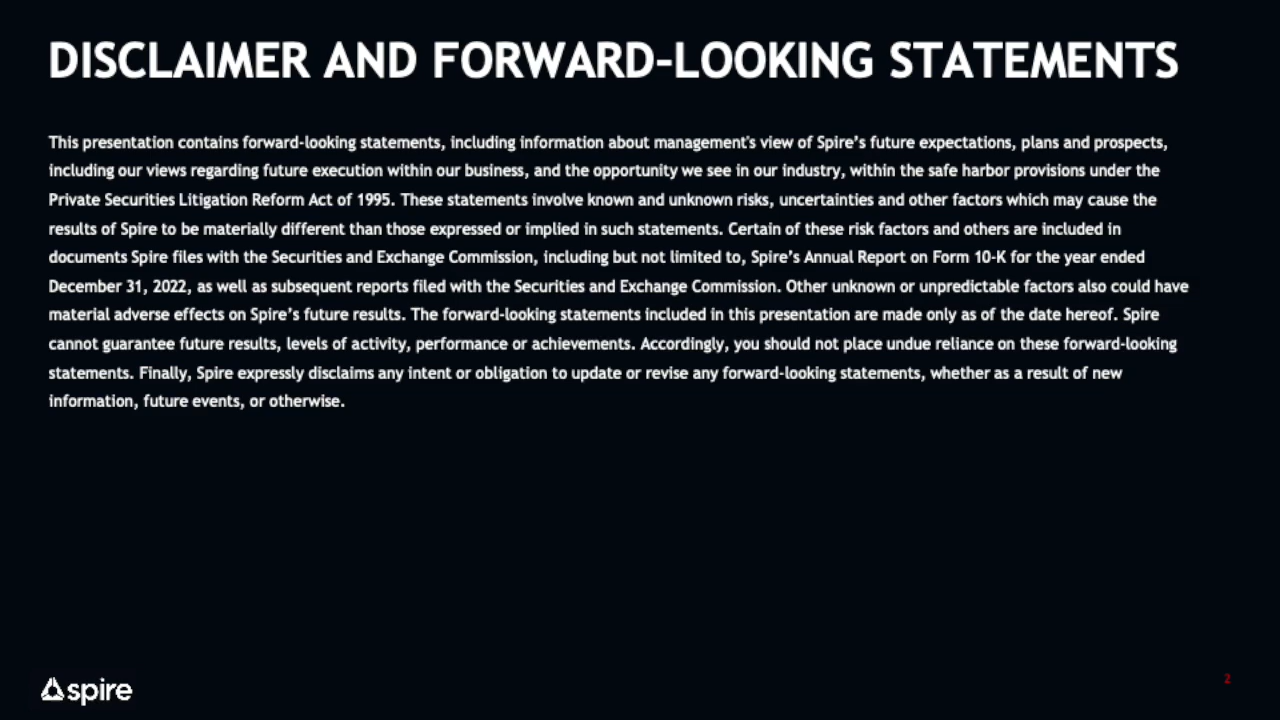 DISCLAIMER AND FORWARD-LOOKING STATEMENTS
This presentation contains forward-looking statements, including information about management's view of Spire’s future expectations, plans and prospects,
including our views regarding future execution within our business, and the opportunity we see in our industry, within the safe harbor provisions under the
Private Securities Litigation Reform Act of 1995. These statements involve known and unknown risks, uncertainties and other factors which may cause the
results of Spire to be materially different than those expressed or implied in such statements. Certain of these risk factors and others are included in
documents Spire files with the Securities and Exchange Commission, including but not limited to, Spire’s Annual Report on Form 10-K for the year ended
December 31, 2022, as well as subsequent reports filed with the Securities and Exchange Commission. Other unknown or unpredictable factors also could have
material adverse effects on Spire’s future results. The forward-looking statements included in this presentation are made only as of the date hereof. Spire
cannot guarantee future results, levels of activity, performance or achievements. Accordingly, you should not place undue reliance on these forward-looking
statements. Finally, Spire expressly disclaims any intent or obligation to update or revise any forward-looking statements, whether as a result of new
information, future events, or otherwise.
spire
2